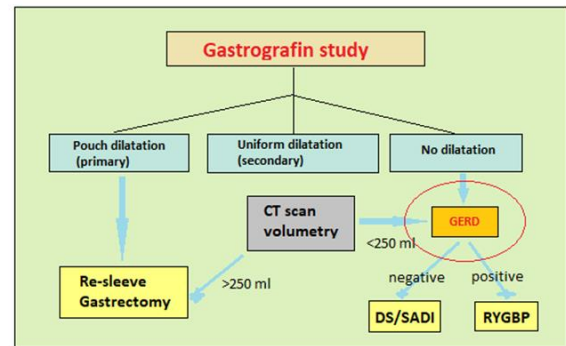 Gastrografin study
Pouch dilatation
(primary)
Uniform dilatation
(secondary)
No dilatation
CT scan
volumetry
GERD
<250 ml
>250 ml
negative
positive
Re-sleeve
Gastrectomy
DS/SADI
RYGBP